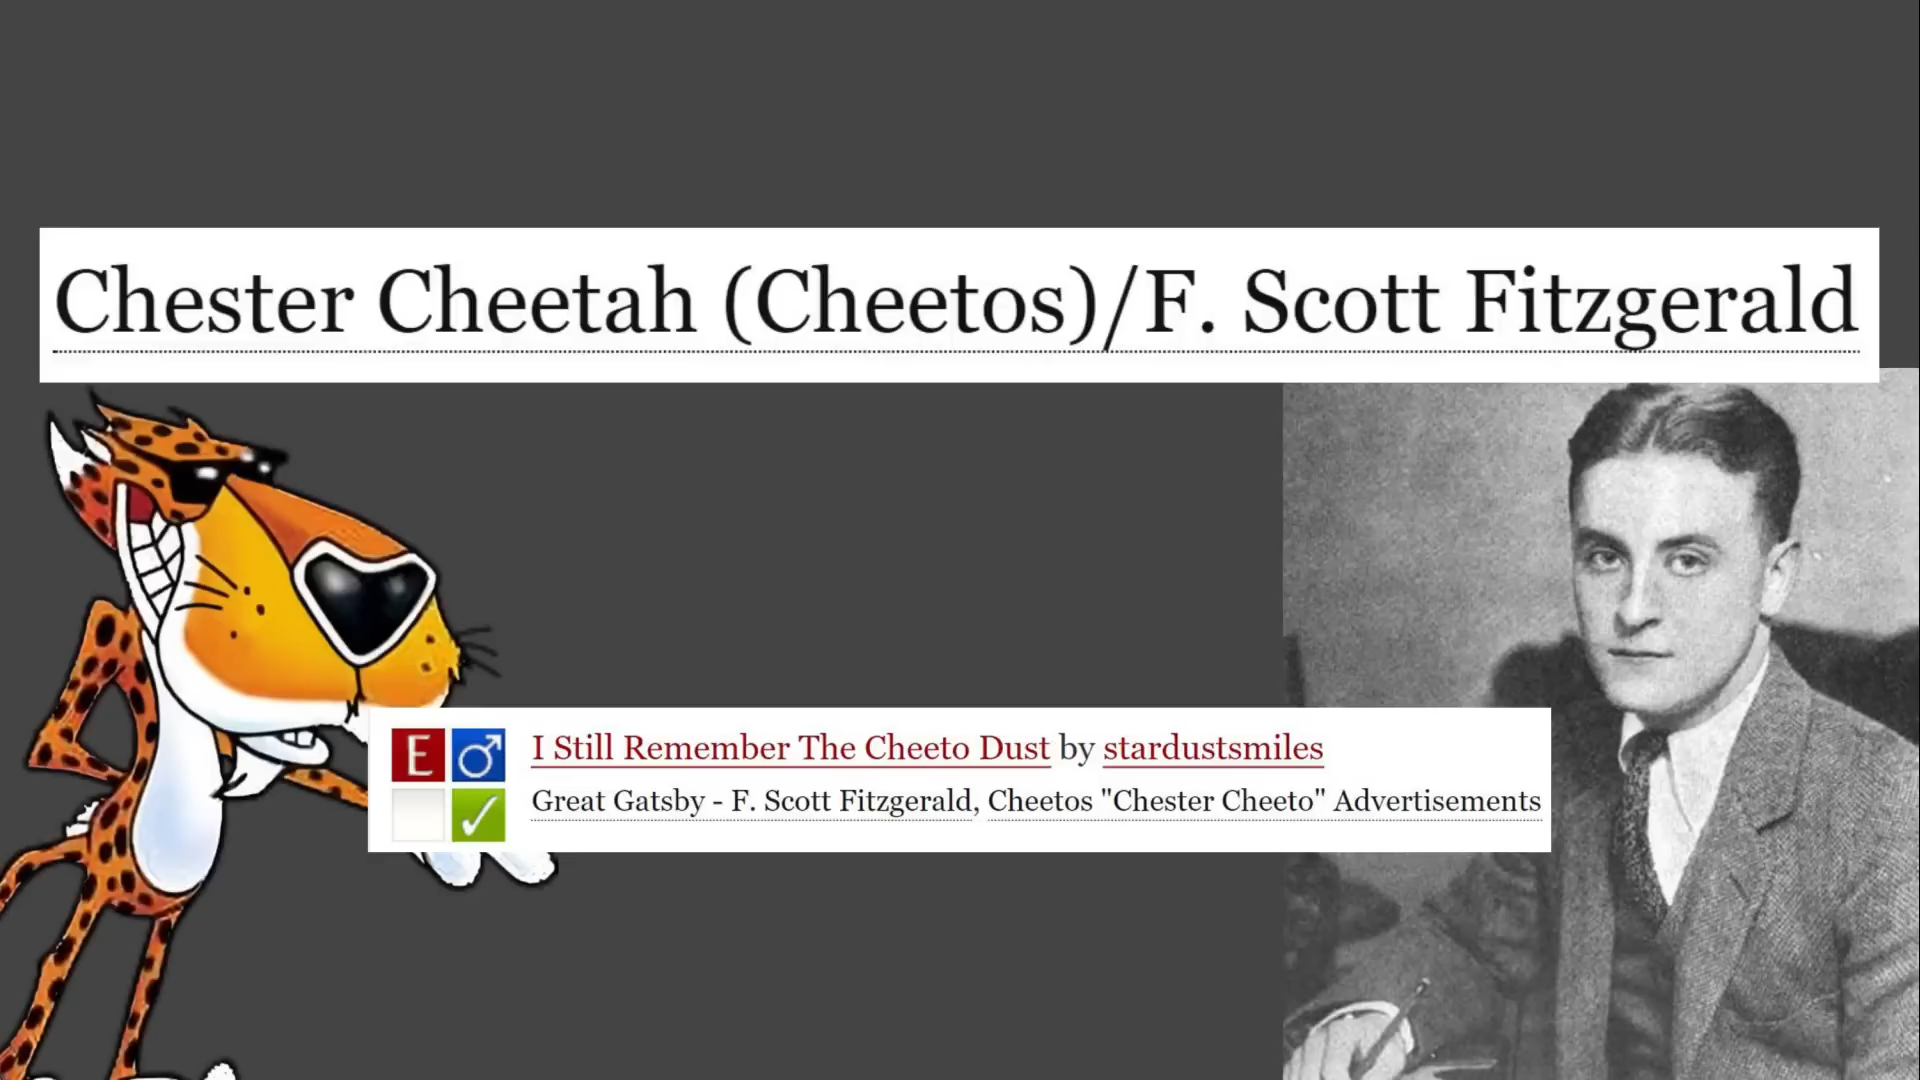 Chester Cheetah (Cheetos)/F. Scott Fitzgerald
E I Still Remember The Cheeto Dust by stardustsmiles
Great Gatsby - F. Scott Fitzgerald, Cheetos "Chester Cheeto" Advertisements